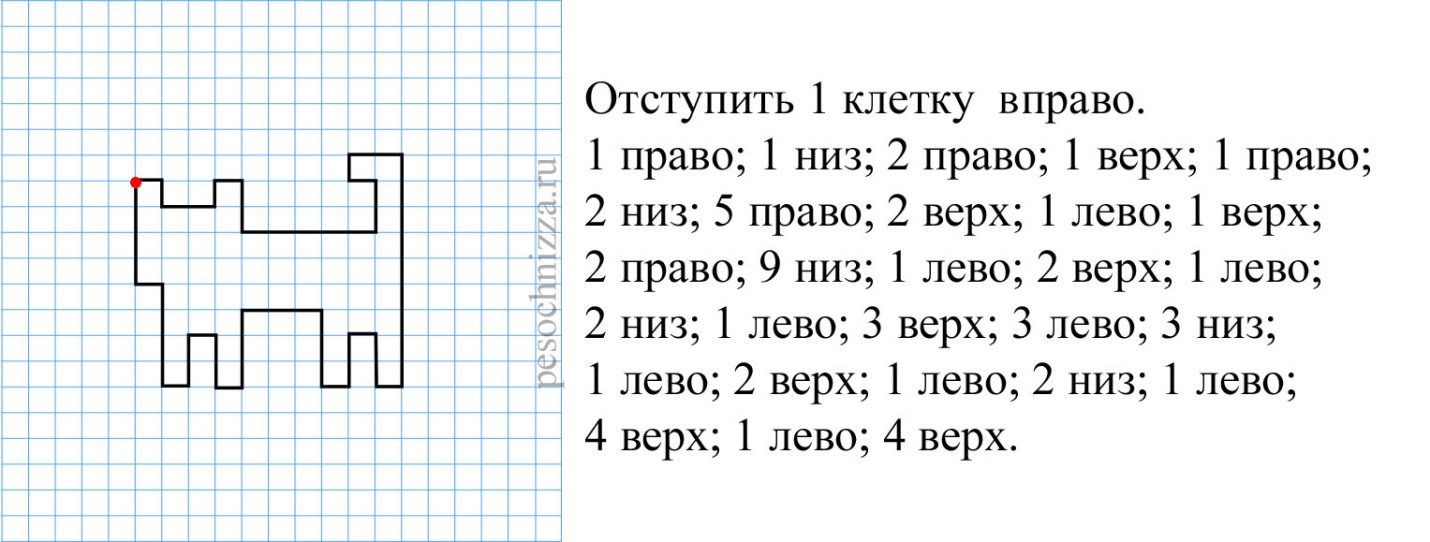 Отступить 1 клетку вправо.
1 право; 1 низ; 2 право; 1 верх; 1 право;
2 низ; 5 право; 2 верх; 1 лево; 1 верх;
2 право; 9 низ; 1 лево; 2 верх; 1 лево;
2 низ; 1 лево; 3 верх; 3 лево; 3 низ;
1 лево; 2 верх; 1 лево; 2 низ; 1 лево;
4 верх; 1 лево; 4 верх.
pesochnizza.ru